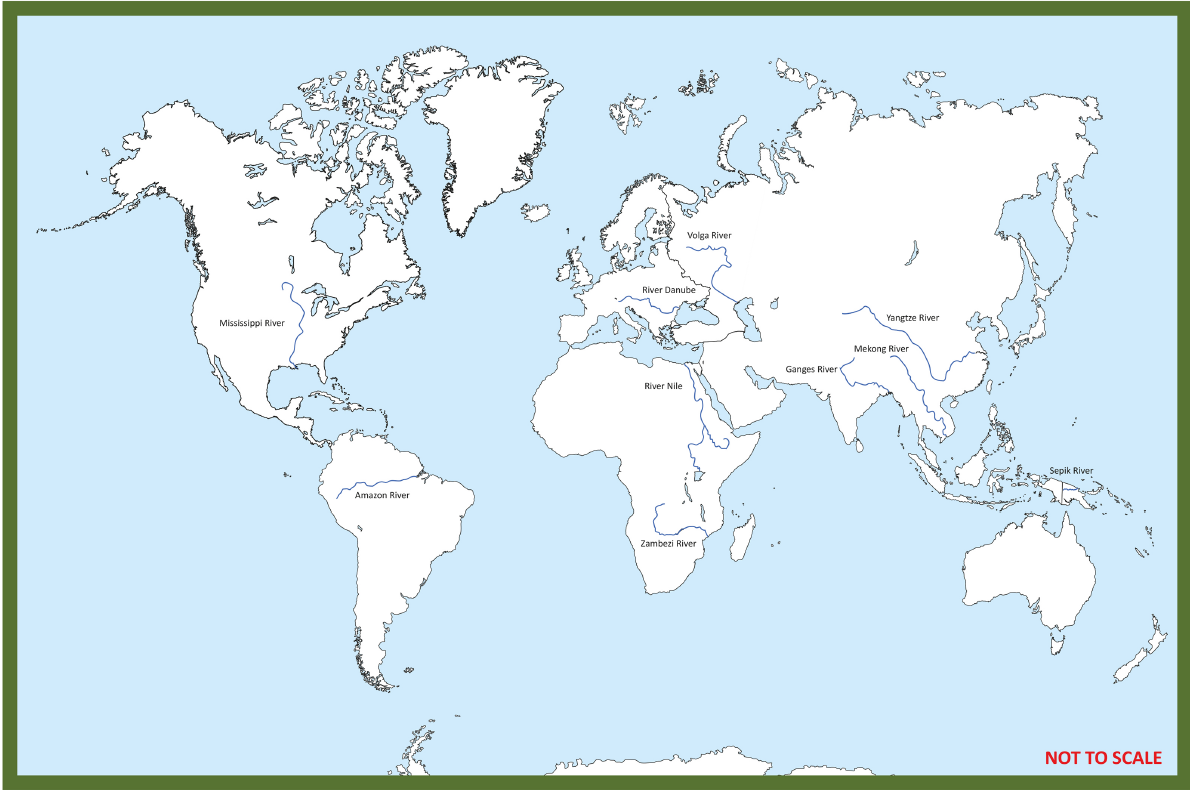 Volga River
River Danube
Mississippi River
Yangtze River
Mekong River
Ganges River
River Nile
Sepik River
Amazon River
Zambezi River
NOT TO SCALE